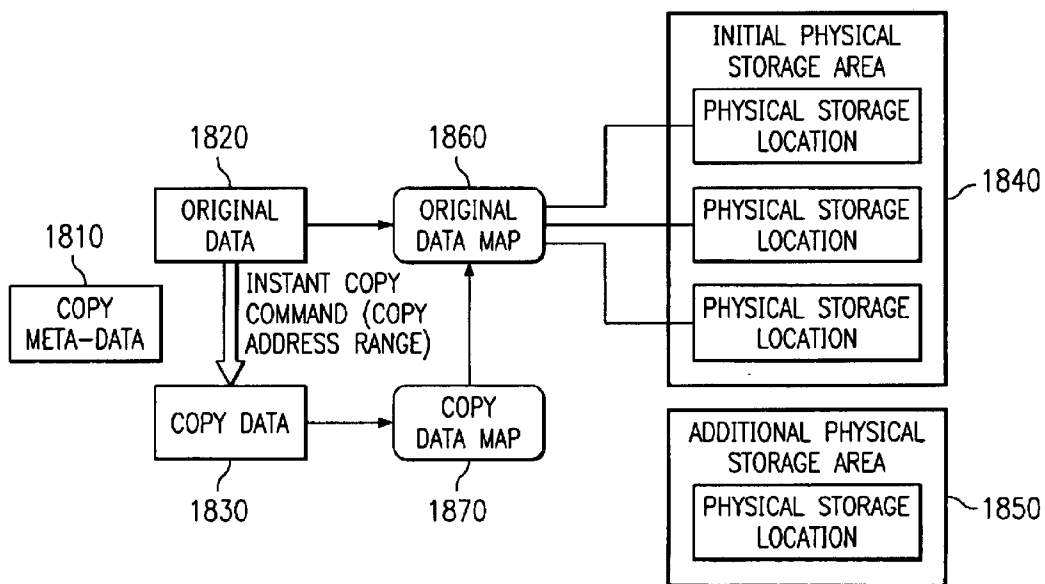 INITIAL PHYSICAL
STORAGE AREA
PHYSICAL STORAGE
LOCATION
1840
PHYSICAL STORAGE
LOCATION
PHYSICAL STORAGE
LOCATION
1820
1860
ORIGINAL
DATA
ORIGINAL
DATA MAP
1810
COPY
META-DATA
INSTANT COPY
COMMAND (COPY
ADDRESS RANGE)
COPY DATA
COPY
DATA MAP
1830
1870
ADDITIONAL PHYSICAL
STORAGE AREA
PHYSICAL STORAGE
LOCATION
1850